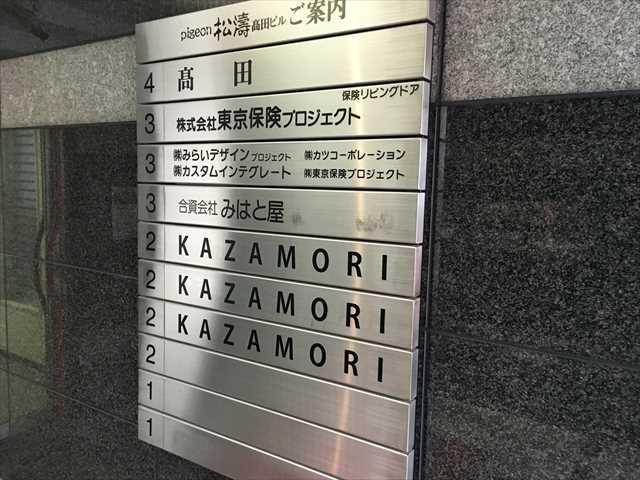 pigeon 松濤 髙田ビル ご案内
4 髙田
保険リビングドア
3 株式会社東京保険プロジェクト
3 ㈱みらいデザインプロジェクト ㈱カツコーポレーション
㈱カスタムインテグレート ㈱東京保険プロジェクト
3 合資会社 みはと屋
2 KAZAMORI
2 KAZAMORI
2 KAZAMORI
2
1
1